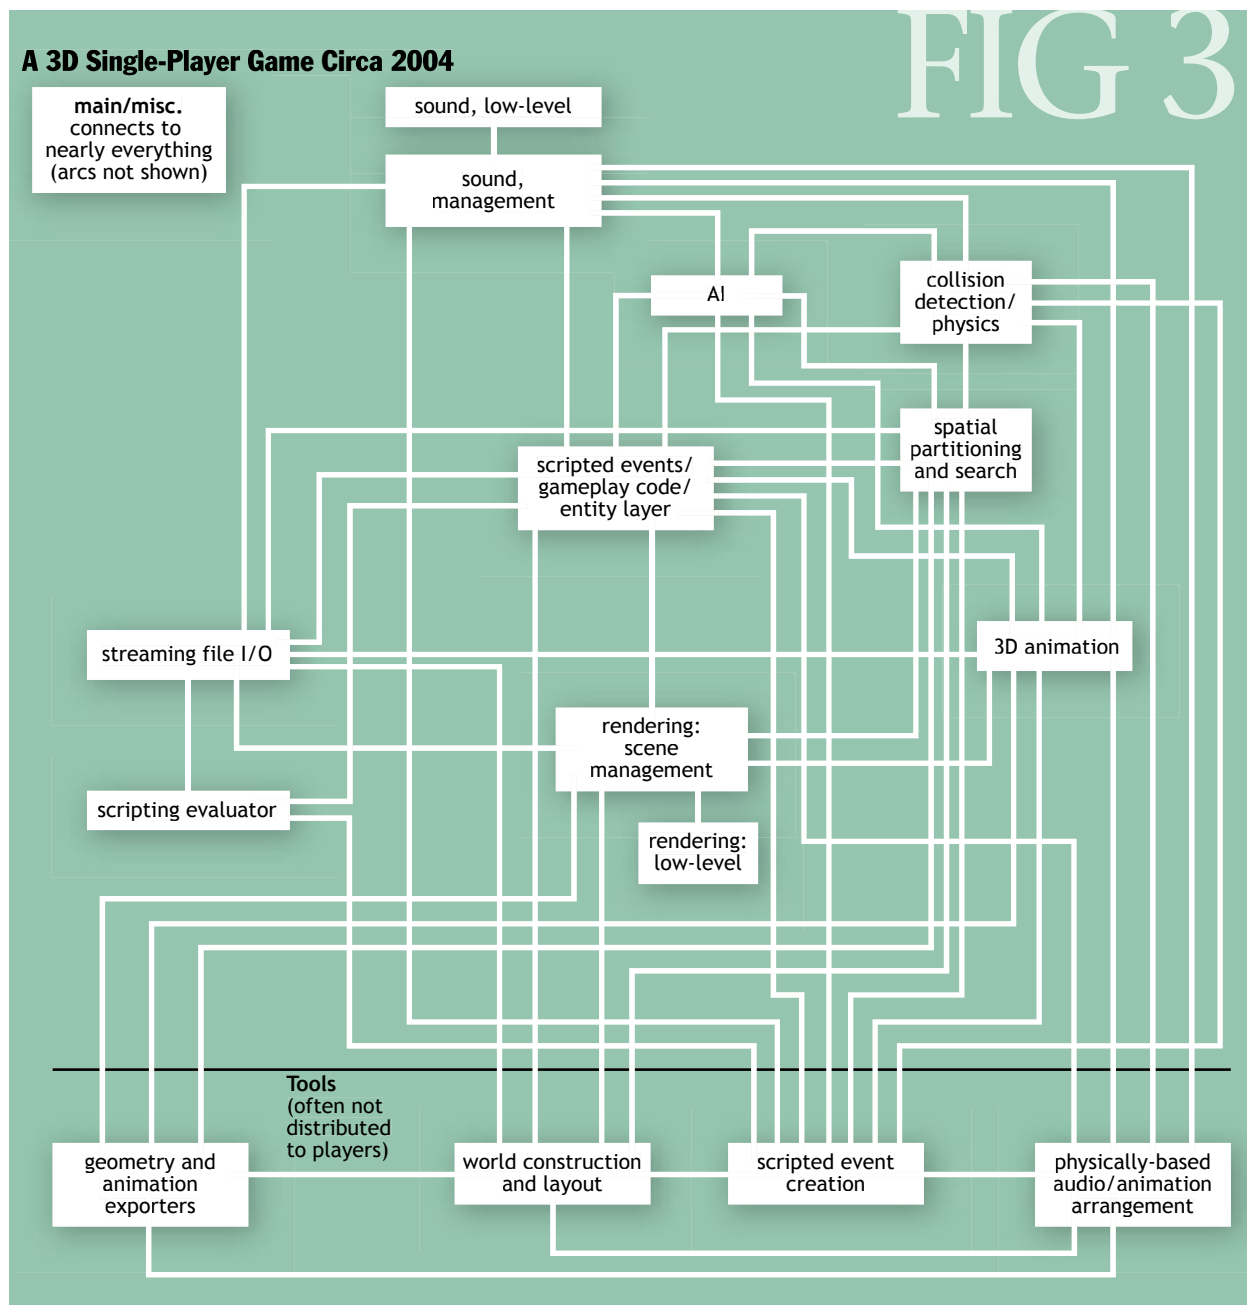 FIG 3
A 3D Single-Player Game Circa 2004
main/misc.
connects to
nearly everything
(arcs not shown)
sound, low-level
sound,
management
AI
collision
detection/
physics
spatial
partitioning
and search
scripted events/
gameplay code/
entity layer
streaming file I/O
3D animation
rendering:
scene
management
scripting evaluator
rendering:
low-level
Tools
(often not
distributed
to players)
geometry and
animation
exporters
world construction
and layout
scripted event
creation
physically-based
audio/animation
arrangement